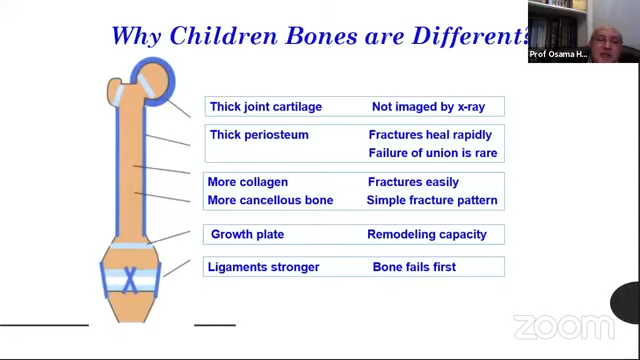 Why Children Bones are Different?
Prof Osama H...
Thick joint cartilage Not imaged by x-ray
Thick periosteum Fractures heal rapidly
Failure of union is rare
More collagen Fractures easily
More cancellous bone Simple fracture pattern
Growth plate Remodeling capacity
Ligaments stronger Bone fails first
zoom